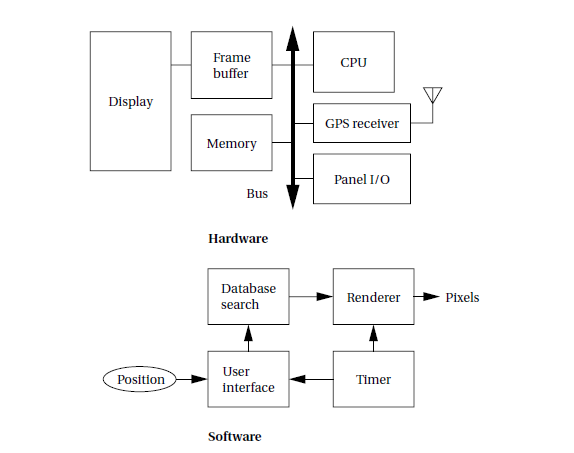 Frame
buffer
CPU
Display
GPS receiver
Memory
Panel I/O
Bus
Hardware
Database
search
Renderer
Pixels
Position
User
interface
Timer
Software